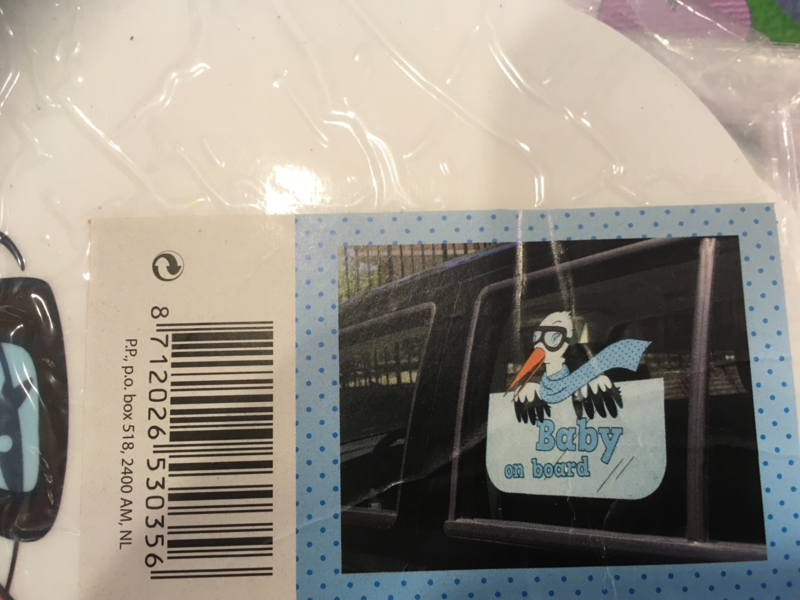 8 712026 530356
P.P., p.o. box 518, 2400 AM, NL
Baby
on board